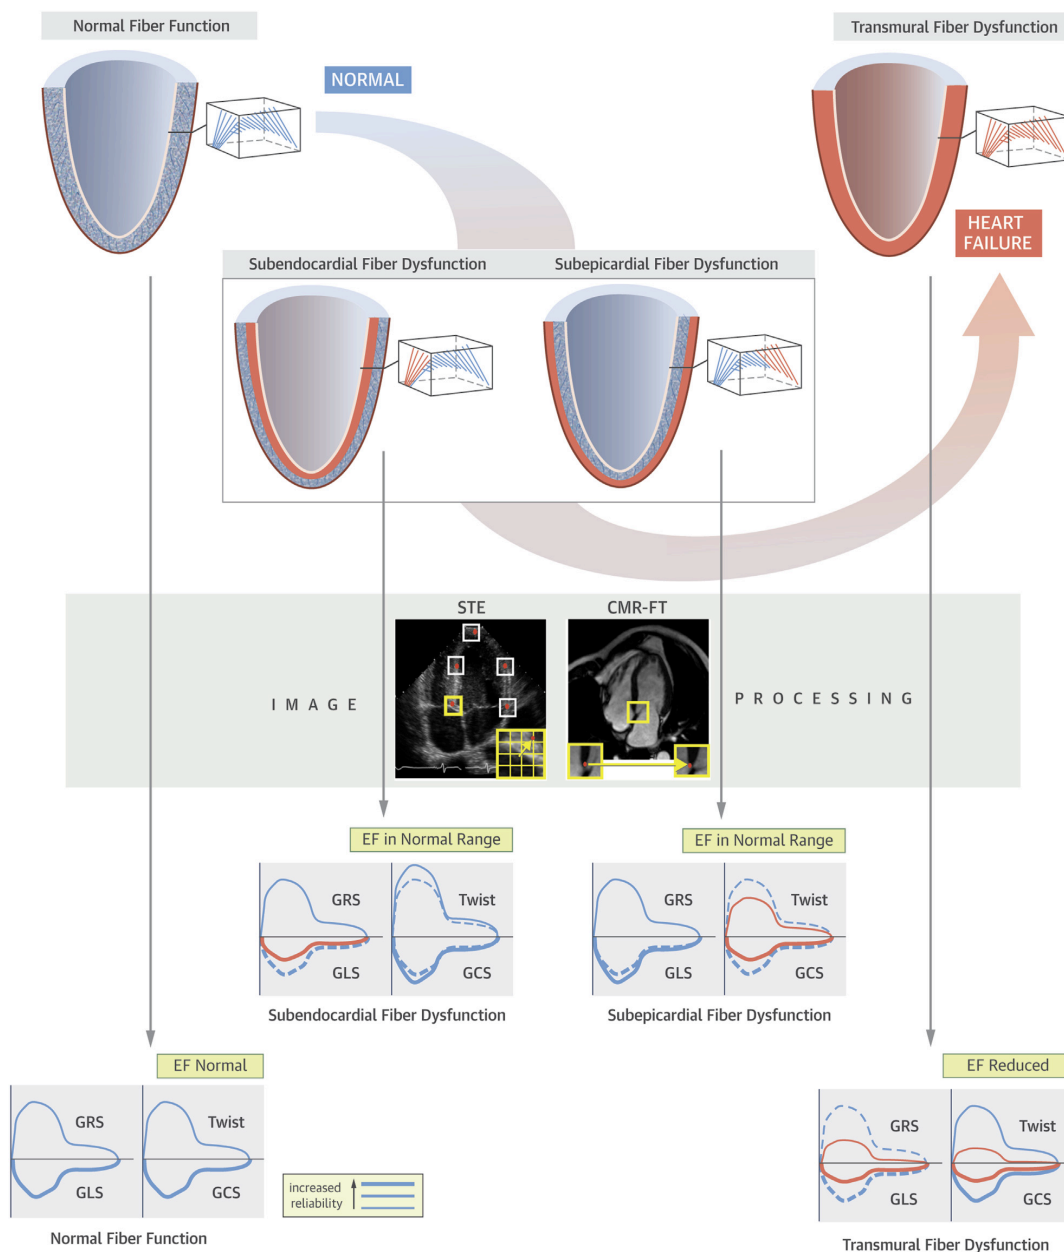 Normal Fiber Function
Transmural Fiber Dysfunction
NORMAL
HEART
FAILURE
Subendocardial Fiber Dysfunction
Subepicardial Fiber Dysfunction
STE
CMR-FT
IMAGE
PROCESSING
EF in Normal Range
GRS
Twist
GLS
GCS
Subendocardial Fiber Dysfunction
EF in Normal Range
GRS
Twist
GLS
GCS
Subepicardial Fiber Dysfunction
EF Normal
GRS
Twist
GLS
GCS
Normal Fiber Function
increased
reliability
EF Reduced
GRS
Twist
GLS
GCS
Transmural Fiber Dysfunction